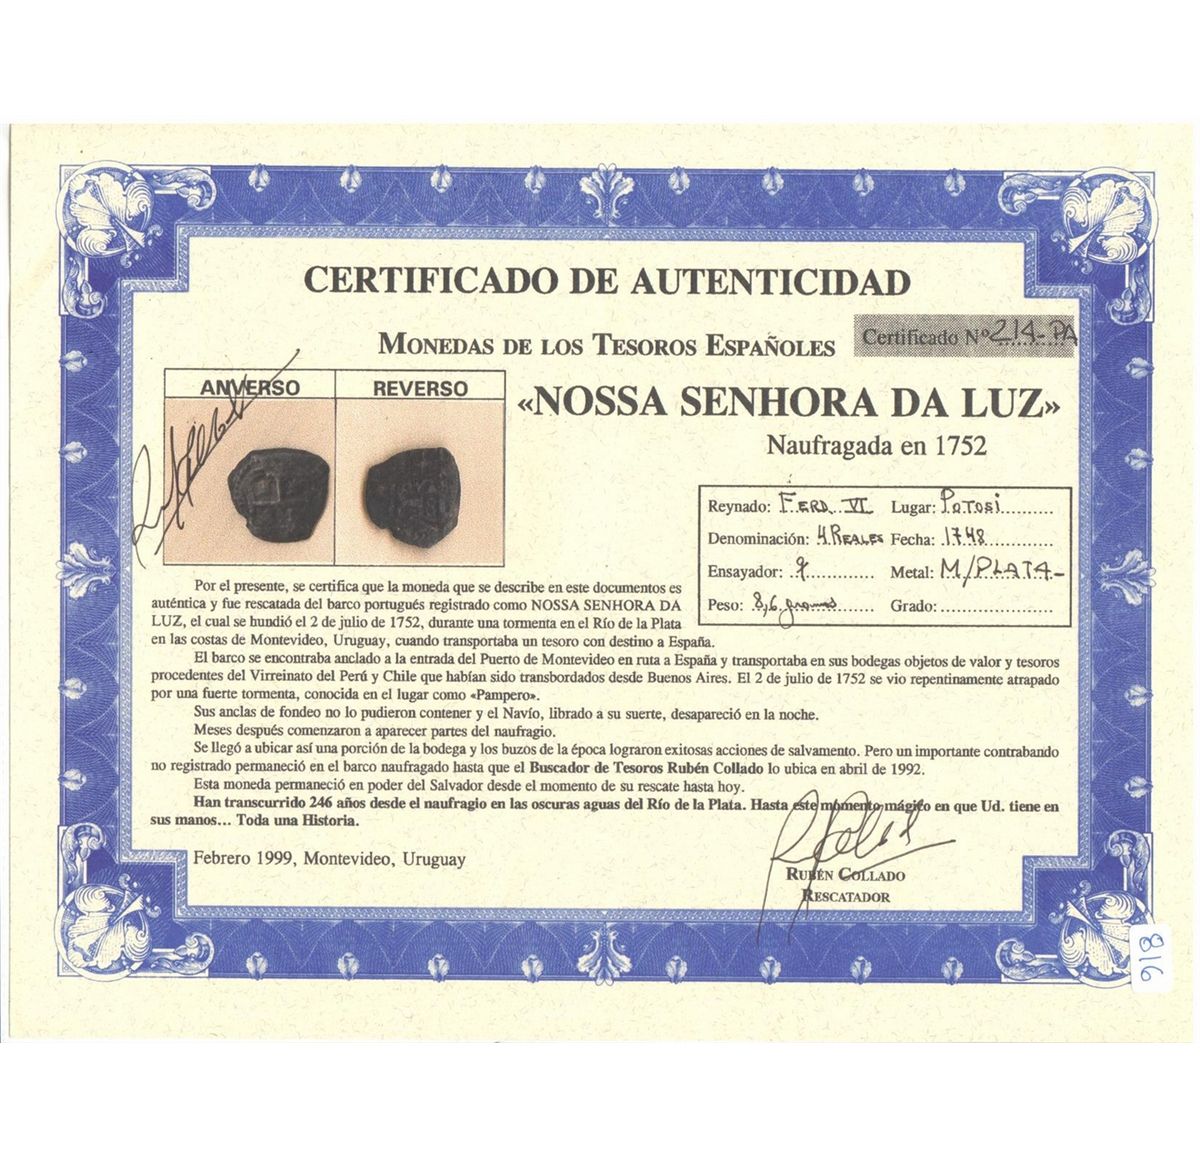 CERTIFICADO DE AUTENTICIDAD
MONEDAS DE LOS TESOROS ESPAÑOLES
Certificado Nº 214-PA
ANVERSO
REVERSO
«NOSSA SENHORA DA LUZ»
Naufragada en 1752
Reynado: FERD. VI Lugar: POTOSI
Denominación: 4 REALES Fecha: 1748
Ensayador: q Metal: M/PLATA-
Peso: 8,6 gramos Grado:
Por el presente, se certifica que la moneda que se describe en este documentos es
auténtica y fue rescatada del barco portugués registrado como NOSSA SENHORA DA
LUZ, el cual se hundió el 2 de julio de 1752, durante una tormenta en el Río de la Plata
en las costas de Montevideo, Uruguay, cuando transportaba un tesoro con destino a España.
El barco se encontraba anclado a la entrada del Puerto de Montevideo en ruta a España y transportaba en sus bodegas objetos de valor y tesoros
procedentes del Virreinato del Perú y Chile que habían sido transbordados desde Buenos Aires. El 2 de julio de 1752 se vio repentinamente atrapado
por una fuerte tormenta, conocida en el lugar como «Pampero».
Sus anclas de fondeo no lo pudieron contener y el Navío, librado a su suerte, desapareció en la noche.
Meses después comenzaron a aparecer partes del naufragio.
Se llegó a ubicar así una porción de la bodega y los buzos de la época lograron exitosas acciones de salvamento. Pero un importante contrabando
no registrado permaneció en el barco naufragado hasta que el Buscador de Tesoros Rubén Collado lo ubica en abril de 1992.
Esta moneda permaneció en poder del Salvador desde el momento de su rescate hasta hoy.
Han transcurrido 246 años desde el naufragio en las oscuras aguas del Río de la Plata. Hasta este momento mágico en que Ud. tiene en
sus manos... Toda una Historia.
Febrero 1999, Montevideo, Uruguay
RUBÉN COLLADO
RESCATADOR
918